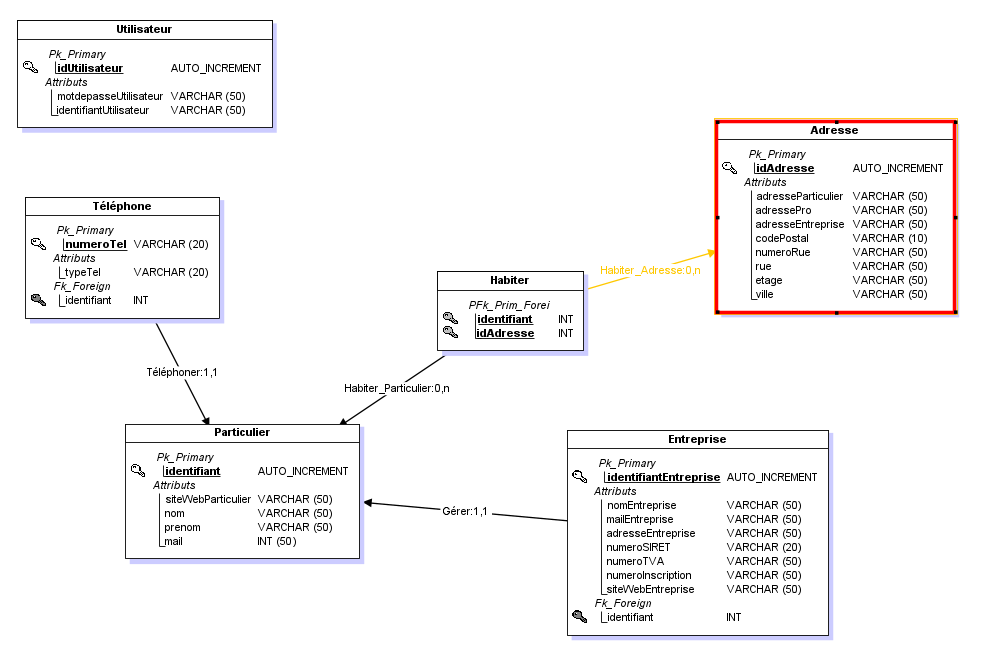 Utilisateur
Pk_Primary
idUtilisateur AUTO_INCREMENT
Attributs
motdepasseUtilisateur VARCHAR (50)
identifiantUtilisateur VARCHAR (50)
Adresse
Pk_Primary
idAdresse AUTO_INCREMENT
Attributs
adresseParticulier VARCHAR (50)
adressePro VARCHAR (50)
adresseEntreprise VARCHAR (50)
codePostal VARCHAR (10)
numeroRue VARCHAR (50)
rue VARCHAR (50)
etage VARCHAR (50)
ville VARCHAR (50)
Téléphone
Pk_Primary
numeroTel VARCHAR (20)
Attributs
typeTel VARCHAR (20)
Fk_Foreign
identifiant INT
Habiter_Adresse:0,n
Habiter
PFk_Prim_Forei
identifiant INT
idAdresse INT
Téléphoner:1,1
Habiter_Particulier:0,n
Particulier
Pk_Primary
identifiant AUTO_INCREMENT
Attributs
siteWebParticulier VARCHAR (50)
nom VARCHAR (50)
prenom VARCHAR (50)
mail INT (50)
Gérer:1,1
Entreprise
Pk_Primary
identifiantEntreprise AUTO_INCREMENT
Attributs
nomEntreprise VARCHAR (50)
mailEntreprise VARCHAR (50)
adresseEntreprise VARCHAR (50)
numeroSIRET VARCHAR (20)
numeroTVA VARCHAR (50)
numeroInscription VARCHAR (50)
siteWebEntreprise VARCHAR (50)
Fk_Foreign
identifiant INT